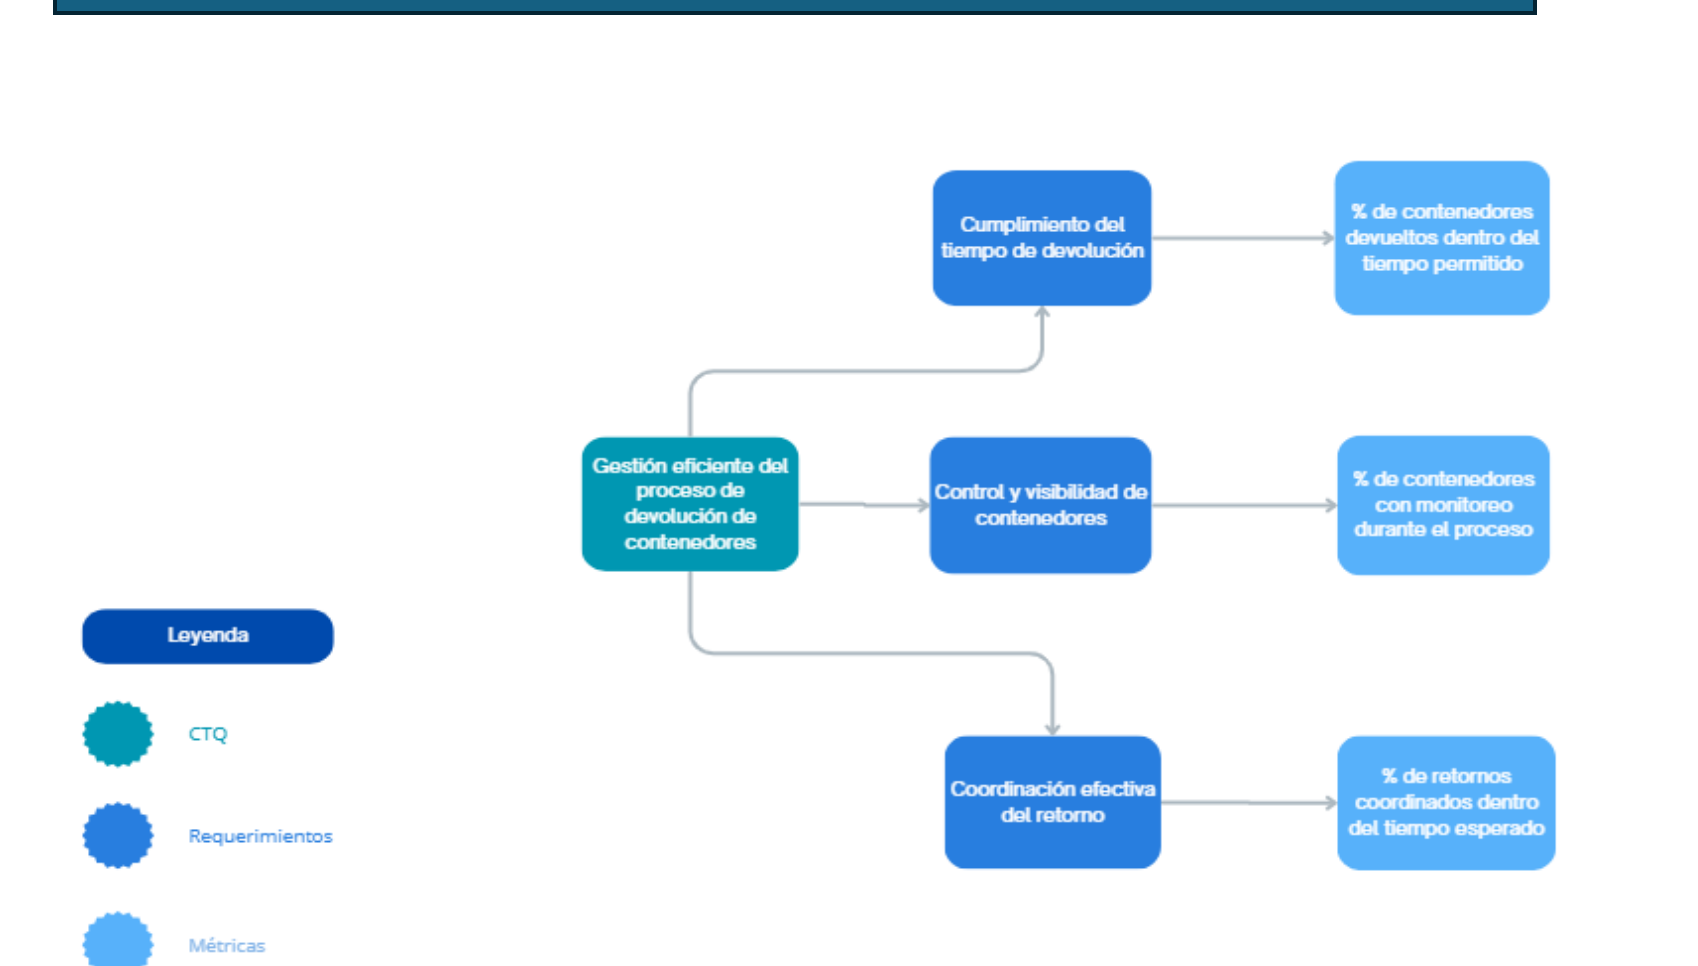 Cumplimiento del
tiempo de devolución
% de contenedores
devueltos dentro del
tiempo permitido
Gestión eficiente del
proceso de
devolución de
contenedores
Control y visibilidad de
contenedores
% de contenedores
con monitoreo
durante el proceso
Coordinación efectiva
del retorno
% de retornos
coordinados dentro
del tiempo esperado
Leyenda
CTQ
Requerimientos
Métricas